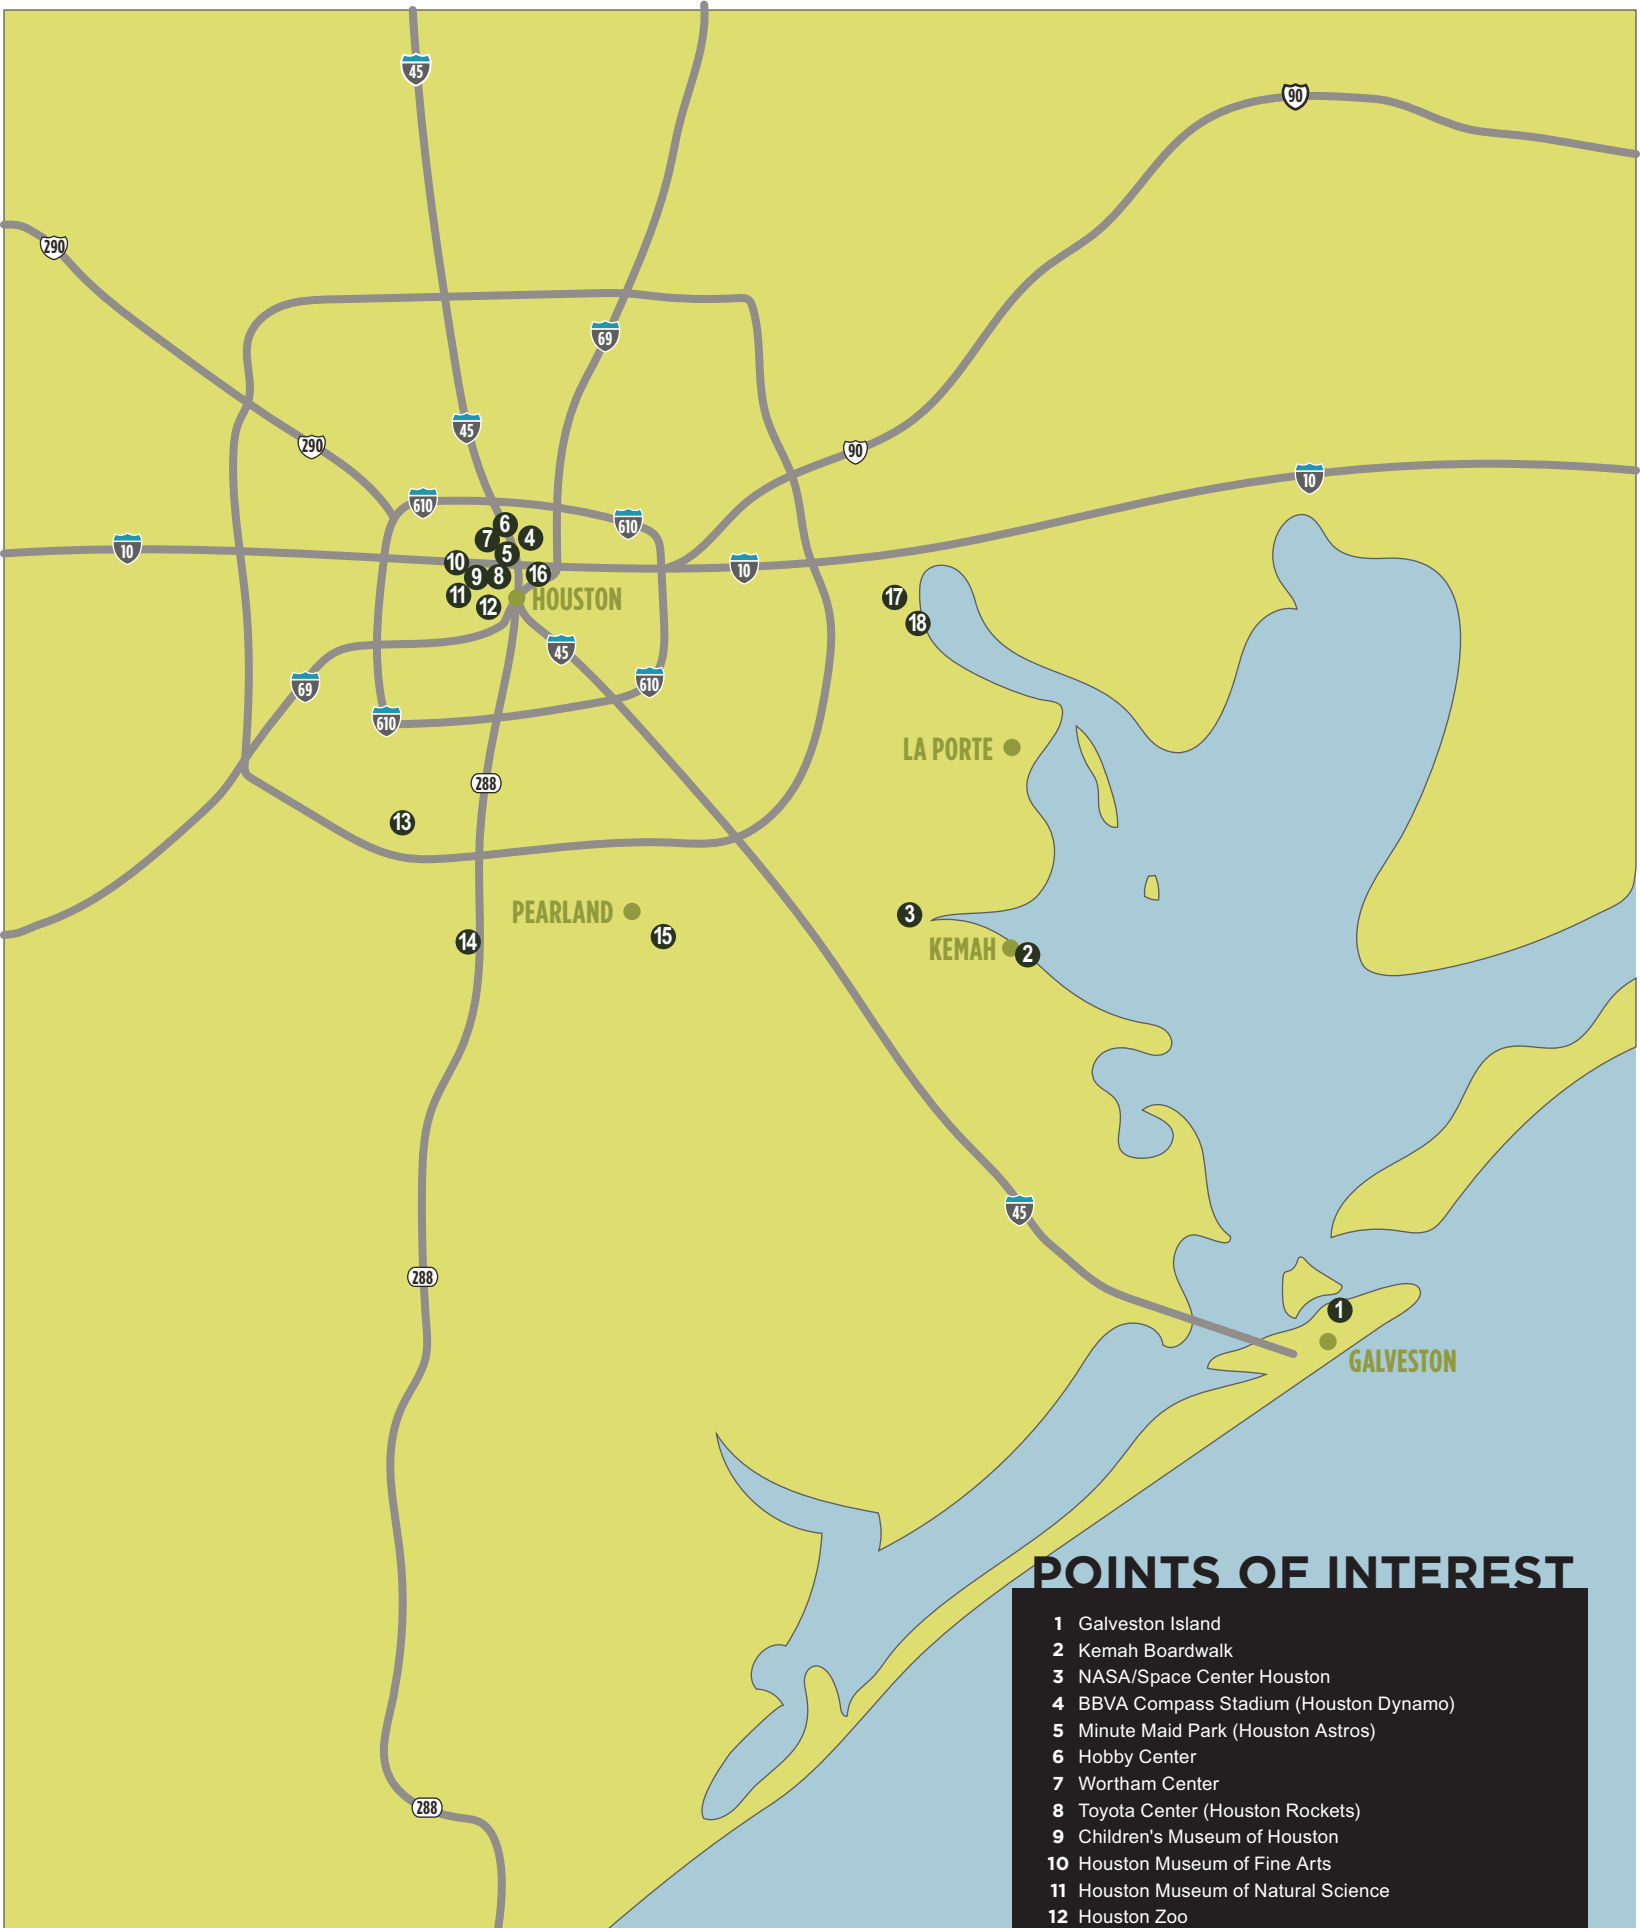 45
90
290
69
45
290
90
10
610
610
6
7
4
5
10
10
10
9
8
16
11
12
HOUSTON
17
18
45
69
610
610
LA PORTE
288
13
PEARLAND
3
14
15
KEMAH
2
45
288
1
GALVESTON
288
POINTS OF INTEREST
1 Galveston Island
2 Kemah Boardwalk
3 NASA/Space Center Houston
4 BBVA Compass Stadium (Houston Dynamo)
5 Minute Maid Park (Houston Astros)
6 Hobby Center
7 Wortham Center
8 Toyota Center (Houston Rockets)
9 Children's Museum of Houston
10 Houston Museum of Fine Arts
11 Houston Museum of Natural Science
12 Houston Zoo